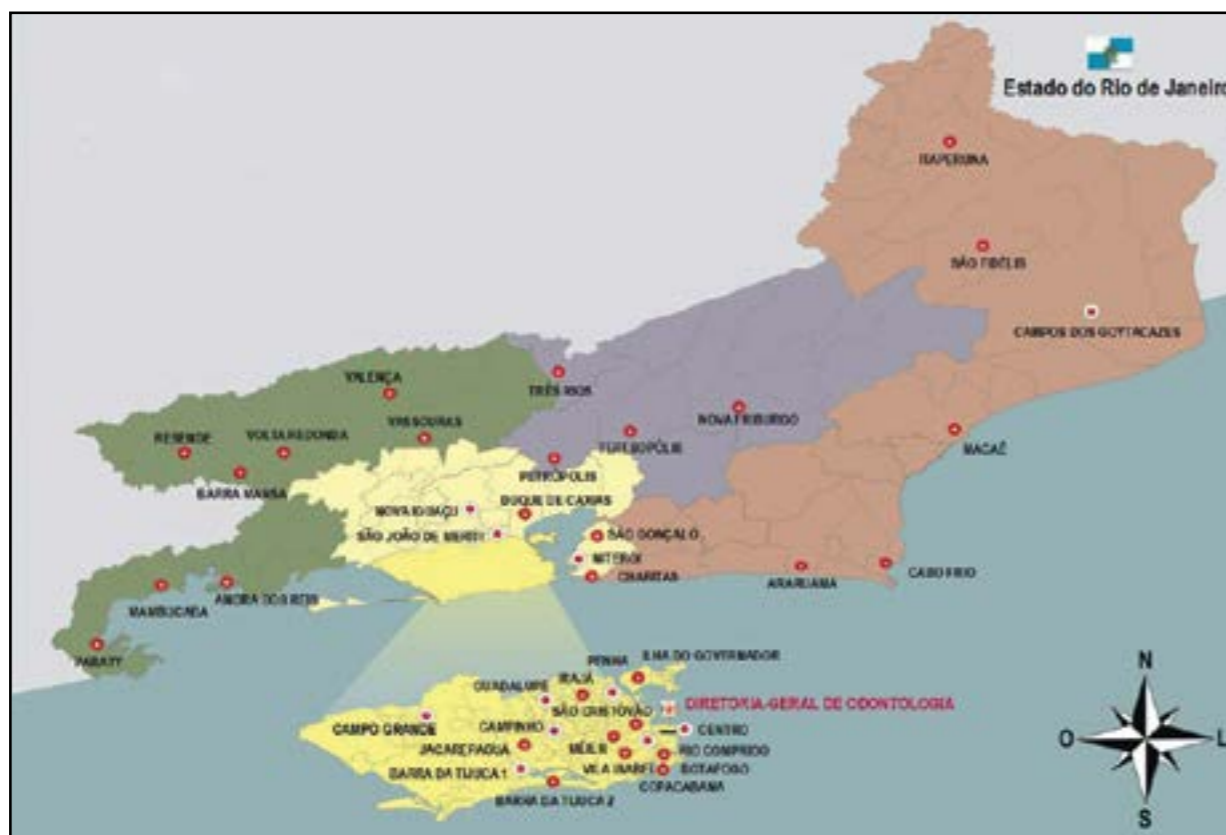 Estado do Rio de Janeiro
ITAPERUNA
SÃO FIDÉLIS
CAMPOS DOS GOYTACAZES
VALENÇA
TRÊS RIOS
RESENDE
VOLTA REDONDA
VASSOURAS
TERESÓPOLIS
NOVA FRIBURGO
MACAÉ
BARRA MANSA
PETRÓPOLIS
NOVA IGUAÇU
DUQUE DE CAXIAS
SÃO JOÃO DE MERITI
SÃO GONÇALO
NITERÓI
CHARITAS
ARARUAMA
CABO FRIO
MAMBUCABA
ANGRA DOS REIS
PARATY
ILHA DO GOVERNADOR
PENHA
IRAJÁ
GUADALUPE
DIRETORIA-GERAL DE ODONTOLOGIA
SÃO CRISTOVÃO
CAMPO GRANDE
CAMPINHO
CENTRO
MÉIER
JACAREPAGUA
RIO COMPRIDO
BARRA DA TIJUCA 1
VILA ISABEL
BOTAFOGO
COPACABANA
BARRA DA TIJUCA 2
N
O
L
S